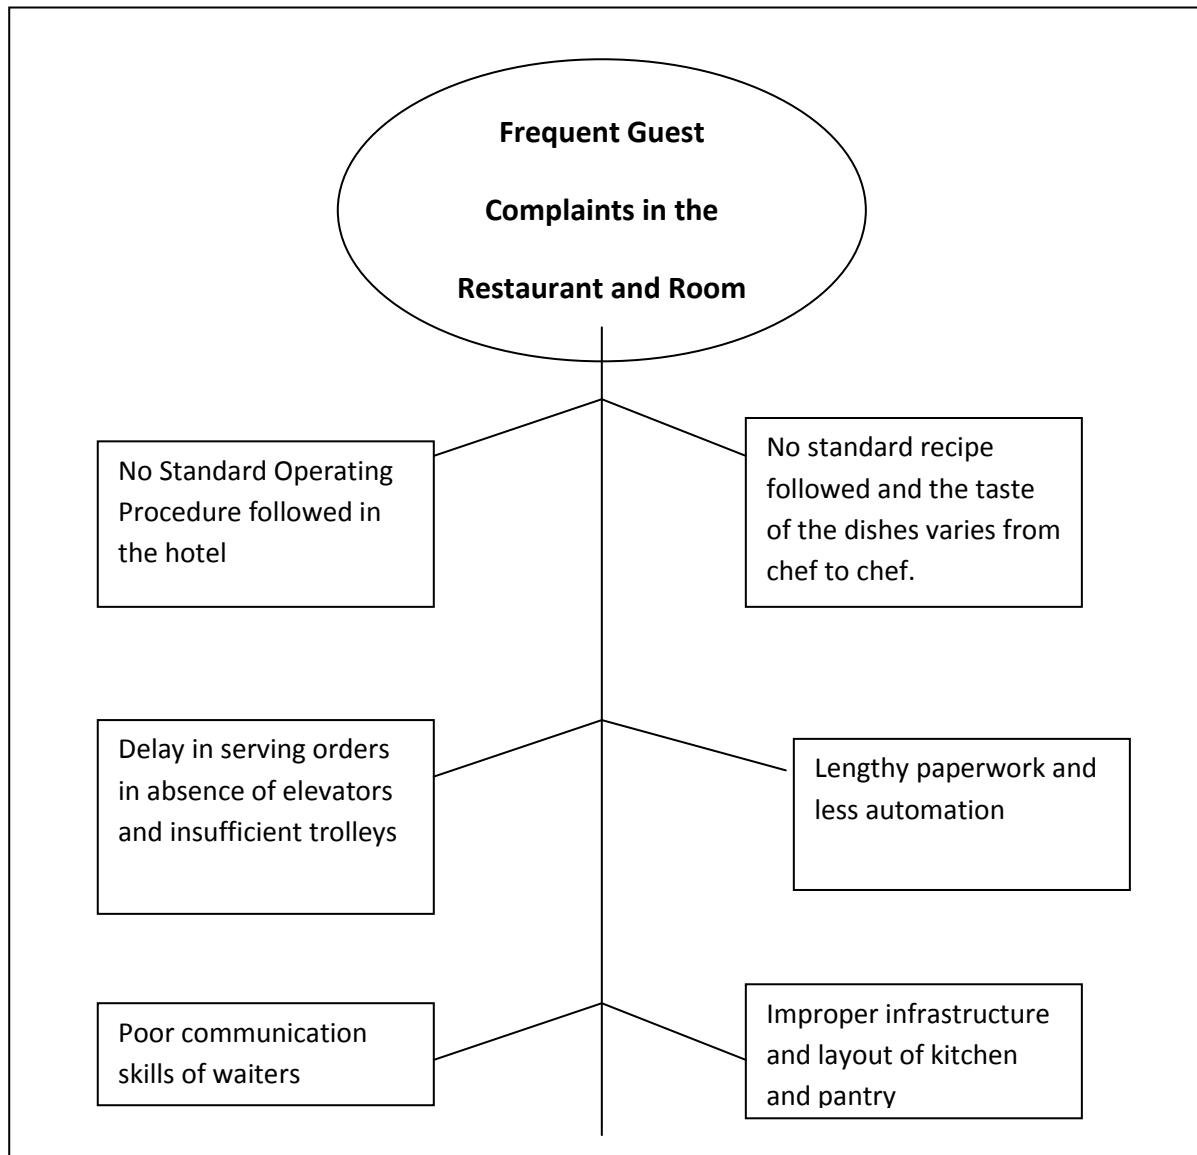 Frequent Guest
Complaints in the
Restaurant and Room
No Standard Operating
Procedure followed in
the hotel
No standard recipe
followed and the taste
of the dishes varies from
chef to chef.
Delay in serving orders
in absence of elevators
and insufficient trolleys
Lengthy paperwork and
less automation
Poor communication
skills of waiters
Improper infrastructure
and layout of kitchen
and pantry